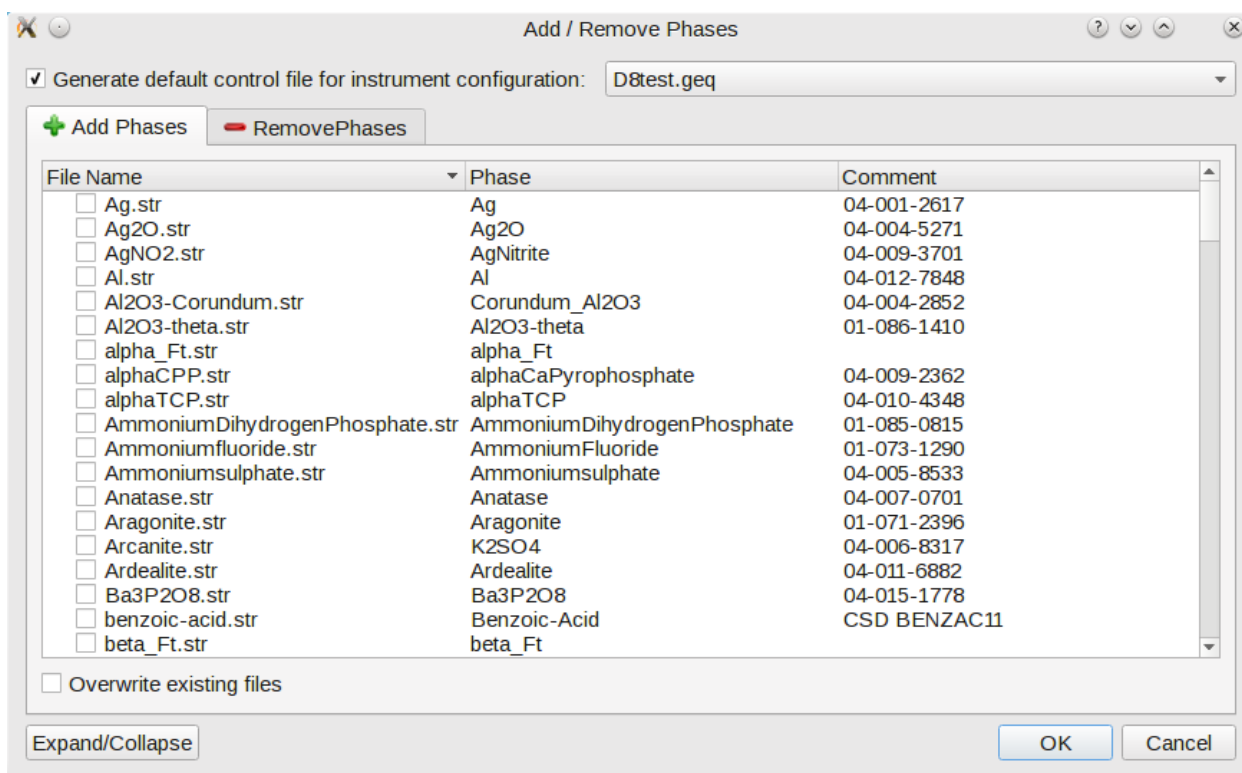 Add / Remove Phases
Generate default control file for instrument configuration: D8test.geq
Add Phases RemovePhases
File Name Phase Comment
Ag.str Ag 04-001-2617
Ag2O.str Ag2O 04-004-5271
AgNO2.str AgNitrite 04-009-3701
Al.str Al 04-012-7848
Al2O3-Corundum.str Corundum_Al2O3 04-004-2852
Al2O3-theta.str Al2O3-theta 01-086-1410
alpha_Ft.str alpha_Ft
alphaCPP.str alphaCaPyrophosphate 04-009-2362
alphaTCP.str alphaTCP 04-010-4348
AmmoniumDihydrogenPhosphate.str AmmoniumDihydrogenPhosphate 01-085-0815
Ammoniumfluoride.str AmmoniumFluoride 01-073-1290
Ammoniumsulphate.str Ammoniumsulphate 04-005-8533
Anatase.str Anatase 04-007-0701
Aragonite.str Aragonite 01-071-2396
Arcanite.str K2SO4 04-006-8317
Ardealite.str Ardealite 04-011-6882
Ba3P2O8.str Ba3P2O8 04-015-1778
benzoic-acid.str Benzoic-Acid CSD BENZAC11
beta_Ft.str beta_Ft
Overwrite existing files
Expand/Collapse OK Cancel